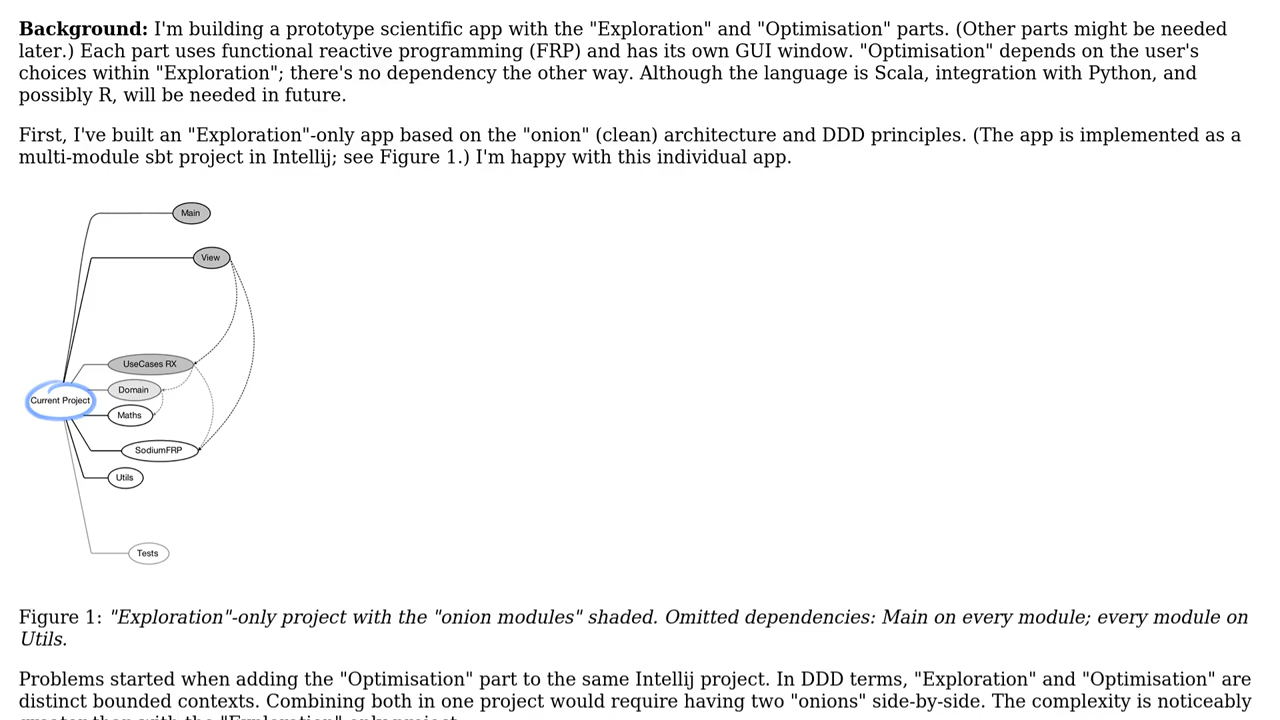 Background: I'm building a prototype scientific app with the "Exploration" and "Optimisation" parts. (Other parts might be needed
later.) Each part uses functional reactive programming (FRP) and has its own GUI window. "Optimisation" depends on the user's
choices within "Exploration"; there's no dependency the other way. Although the language is Scala, integration with Python, and
possibly R, will be needed in future.
First, I've built an "Exploration"-only app based on the "onion" (clean) architecture and DDD principles. (The app is implemented as a
multi-module sbt project in Intellij; see Figure 1.) I'm happy with this individual app.
Main
View
UseCases RX
Domain
Current Project
Maths
SodiumFRP
Utils
Tests
Figure 1: "Exploration"-only project with the "onion modules" shaded. Omitted dependencies: Main on every module; every module on
Utils.
Problems started when adding the "Optimisation" part to the same Intellij project. In DDD terms, "Exploration" and "Optimisation" are
distinct bounded contexts. Combining both in one project would require having two "onions" side-by-side. The complexity is noticeably